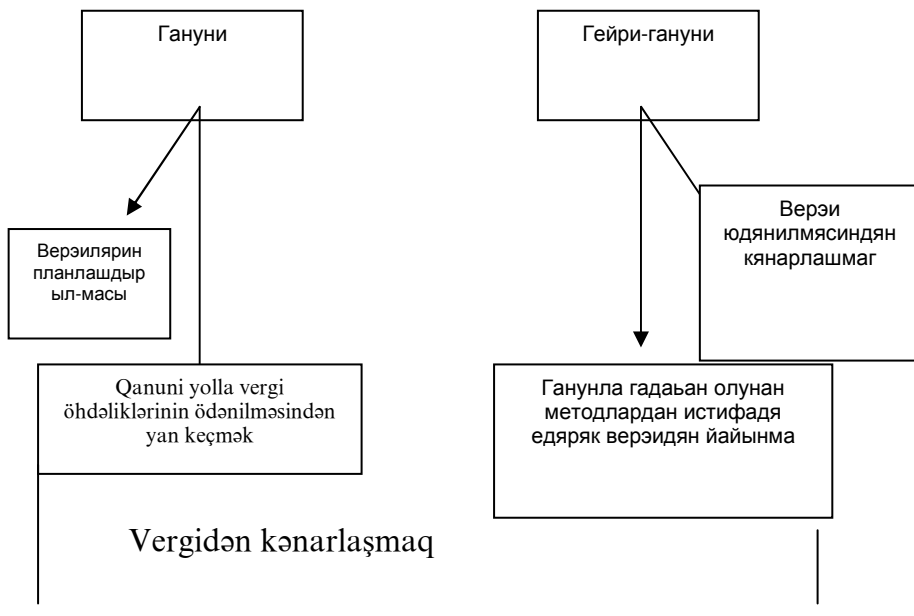 Гануни
Гейри-гануни
Верэилярин
планлашдыр
ыл-масы
Верэи
юдянилмясиндян
кянарлашмаг
Qanuni yolla vergi
öhdəliklərinin ödənilməsindən
yan keçmək
Ганунла гадаьан олунан
методлардан истифадя
едяряк верэидян йайынма
Vergidən kənarlaşmaq